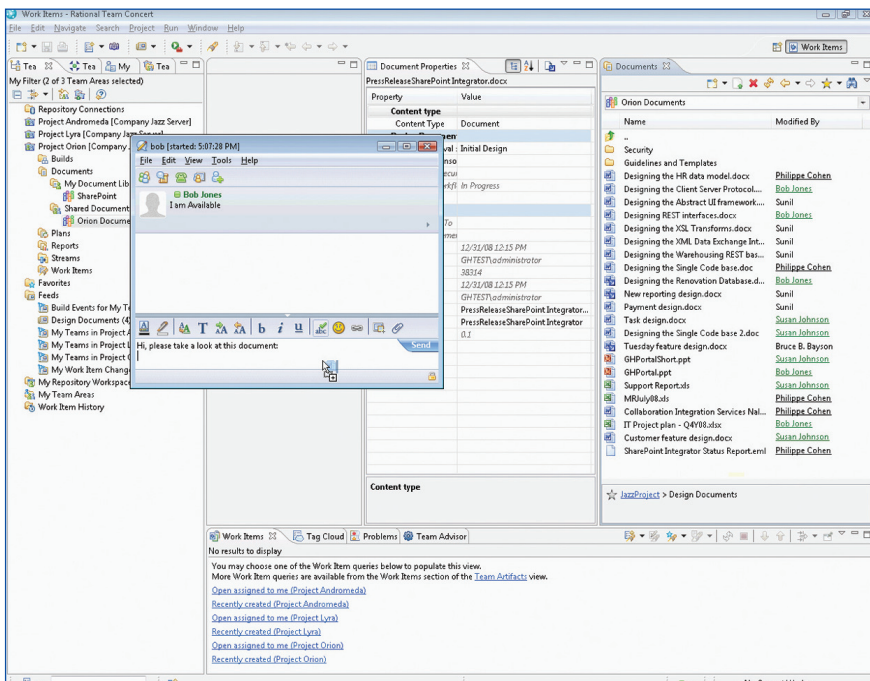 Work Items - Rational Team Concert
File Edit Navigate Search Project Run Window Help
Work Items
Tea Tea My Tea
My Filter (2 of 3 Team Areas selected)
Repository Connections
Project Andromeda [Company Jazz Server]
Project Lyra [Company Jazz Server]
Project Orion [Company
Builds
Documents
My Document Lib
SharePoint
Shared Document
Orion Docume
Plans
Reports
Streams
Work Items
Favorites
Feeds
Build Events for My T
Design Documents (4)
My Teams in Project A
My Teams in Project L
My Teams in Project
My Work Item Chang
My Repository Workspac
My Team Areas
Work Item History
bob [started: 5:07:28 PM]
File Edit View Tools Help
Bob Jones
I am Available
A T A A b i u abc
Hi, please take a look at this document:
Send
Document Properties
PressReleaseSharePointIntegrator.docx
Property Value
Content type
Content Type Document
Initial Design
In Progress
To
12/31/08 12:15 PM
GHTEST\administrator
38314
12/31/08 12:15 PM
GHTEST\administrator
PressReleaseSharePointIntegrator...
PressReleaseSharePointIntegrator
0.1
Content type
Documents
Orion Documents
Name Modified By
..
Security
Guidelines and Templates
Designing the HR data model.docx Philippe Cohen
Designing the Client Server Protocol.... Bob Jones
Designing the Abstract UI framework.... Sunil
Designing REST interfaces.docx Bob Jones
Designing the XSL Transforms.docx Sunil
Designing the XML Data Exchange Int... Sunil
Designing the Warehousing REST bas... Sunil
Designing the Single Code base.doc Philippe Cohen
Designing the Renovation Database.d... Bob Jones
New reporting design.docx Sunil
Payment design.docx Sunil
Task design.docx Susan Johnson
Designing the Single Code base 2.doc Susan Johnson
Tuesday feature design.docx Bruce B. Bayson
GHPortalShort.ppt Susan Johnson
GHPortal.ppt Bob Jones
Support Report.xls Susan Johnson
MRJuly08.xls Philippe Cohen
Collaboration Integration Services Nal... Philippe Cohen
IT Project plan - Q4Y08.xlsx Bob Jones
Customer feature design.docx Susan Johnson
SharePoint Integrator Status Report.eml Philippe Cohen
JazzProject > Design Documents
Work Items Tag Cloud Problems Team Advisor
No results to display
You may choose one of the Work Item queries below to populate this view.
More Work Item queries are available from the Work Items section of the Team Artifacts view.
Open assigned to me (Project Andromeda)
Recently created (Project Andromeda)
Open assigned to me (Project Lyra)
Recently created (Project Lyra)
Open assigned to me (Project Orion)
Recently created (Project Orion)